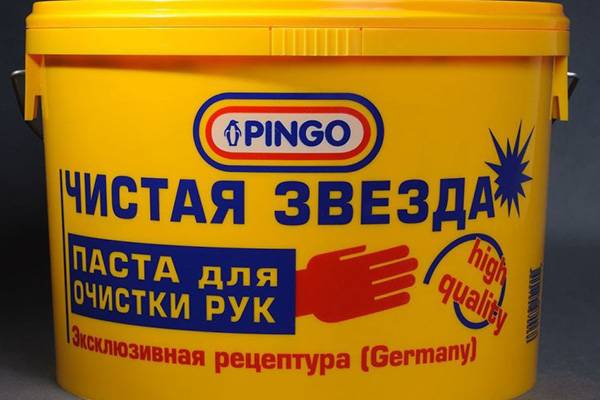 PINGO
ЧИСТАЯ ЗВЕЗДА
ПАСТА для
ОЧИСТКИ РУК
high
quality
Эксклюзивная рецептура (Germany)